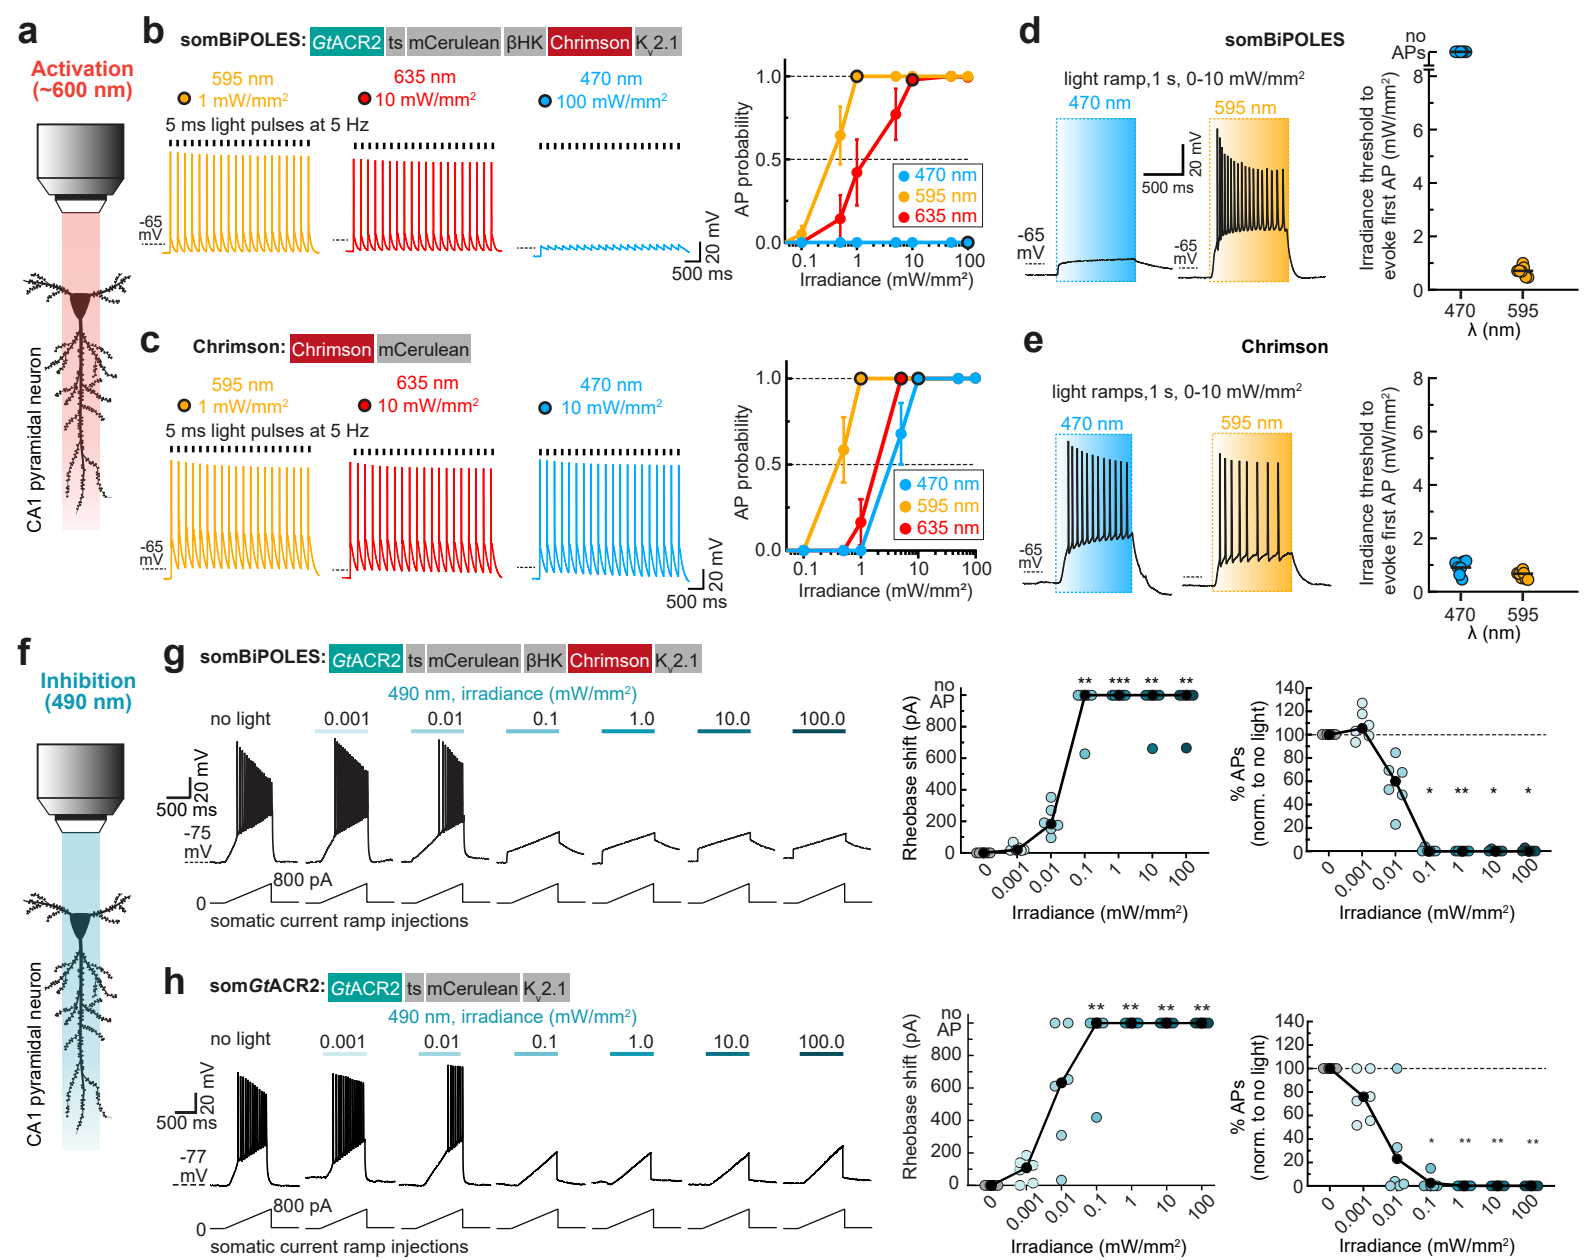 a
Activation
(~600 nm)
CA1 pyramidal neuron
b
somBiPOLES: GtACR2 ts mCerulean βHK Chrimson Kv2.1
595 nm
1 mW/mm²
635 nm
10 mW/mm²
470 nm
100 mW/mm²
5 ms light pulses at 5 Hz
-65
mV
20 mV
500 ms
AP probability
1.0
0.5
0.0
470 nm
595 nm
635 nm
0.1 1 10 100
Irradiance (mW/mm²)
c
Chrimson: Chrimson mCerulean
595 nm
1 mW/mm²
635 nm
10 mW/mm²
470 nm
10 mW/mm²
5 ms light pulses at 5 Hz
-65
mV
20 mV
500 ms
AP probability
1.0
0.5
0.0
470 nm
595 nm
635 nm
0.1 1 10 100
Irradiance (mW/mm²)
d
somBiPOLES
light ramp,1 s, 0-10 mW/mm²
470 nm
595 nm
20 mV
500 ms
-65
mV
-65
mV
Irradiance threshold to
evoke first AP (mW/mm²)
no
APs
8
6
4
2
0
470 595
λ (nm)
e
Chrimson
light ramps,1 s, 0-10 mW/mm²
470 nm
595 nm
-65
mV
Irradiance threshold to
evoke first AP (mW/mm²)
8
6
4
2
0
470 595
λ (nm)
f
Inhibition
(490 nm)
CA1 pyramidal neuron
g
somBiPOLES: GtACR2 ts mCerulean βHK Chrimson Kv2.1
490 nm, irradiance (mW/mm²)
no light 0.001 0.01 0.1 1.0 10.0 100.0
20 mV
500 ms
-75
mV
800 pA
0
somatic current ramp injections
Rheobase shift (pA)
no
AP
800
600
400
200
0
** *** ** **
0 0.001 0.01 0.1 1 10 100
Irradiance (mW/mm²)
% APs
(norm. to no light)
140
120
100
80
60
40
20
0
* ** * *
0 0.001 0.01 0.1 1 10 100
Irradiance (mW/mm²)
h
somGtACR2: GtACR2 ts mCerulean Kv2.1
490 nm, irradiance (mW/mm²)
no light 0.001 0.01 0.1 1.0 10.0 100.0
20 mV
500 ms
-77
mV
800 pA
0
somatic current ramp injections
Rheobase shift (pA)
no
AP
800
600
400
200
0
** ** ** **
0 0.001 0.01 0.1 1 10 100
Irradiance (mW/mm²)
% APs
(norm. to no light)
140
120
100
80
60
40
20
0
* ** ** **
0 0.001 0.01 0.1 1 10 100
Irradiance (mW/mm²)